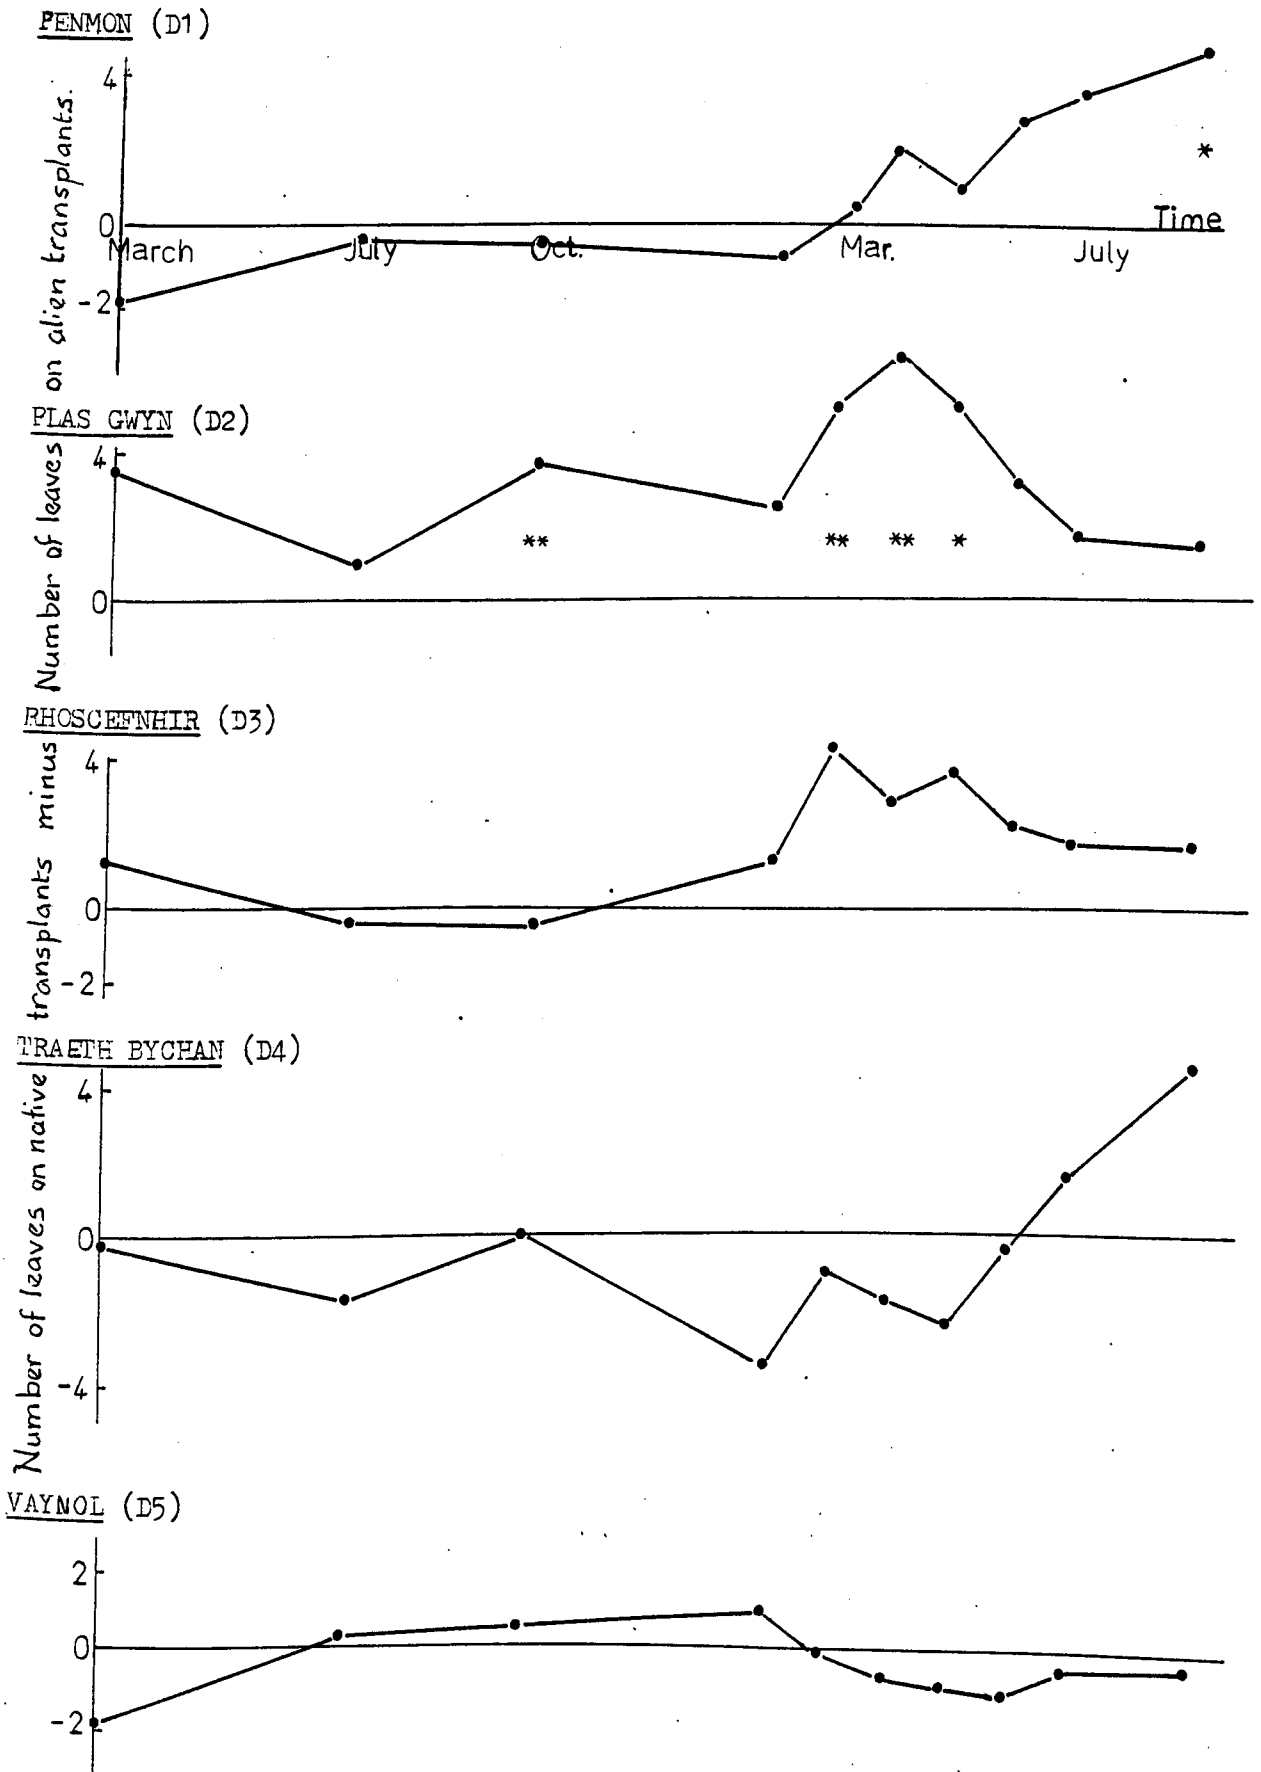 PENMON (D1)
4
0
-2
March
July
Oct.
Mar.
July
Time
*
PLAS GWYN (D2)
4
0
**
**
**
*
RHOSCEFNHIR (D3)
4
0
-2
TRAETH BYCHAN (D4)
4
0
-4
VAYNOL (D5)
2
0
-2
Number of leaves on native transplants minus Number of leaves on alien transplants.